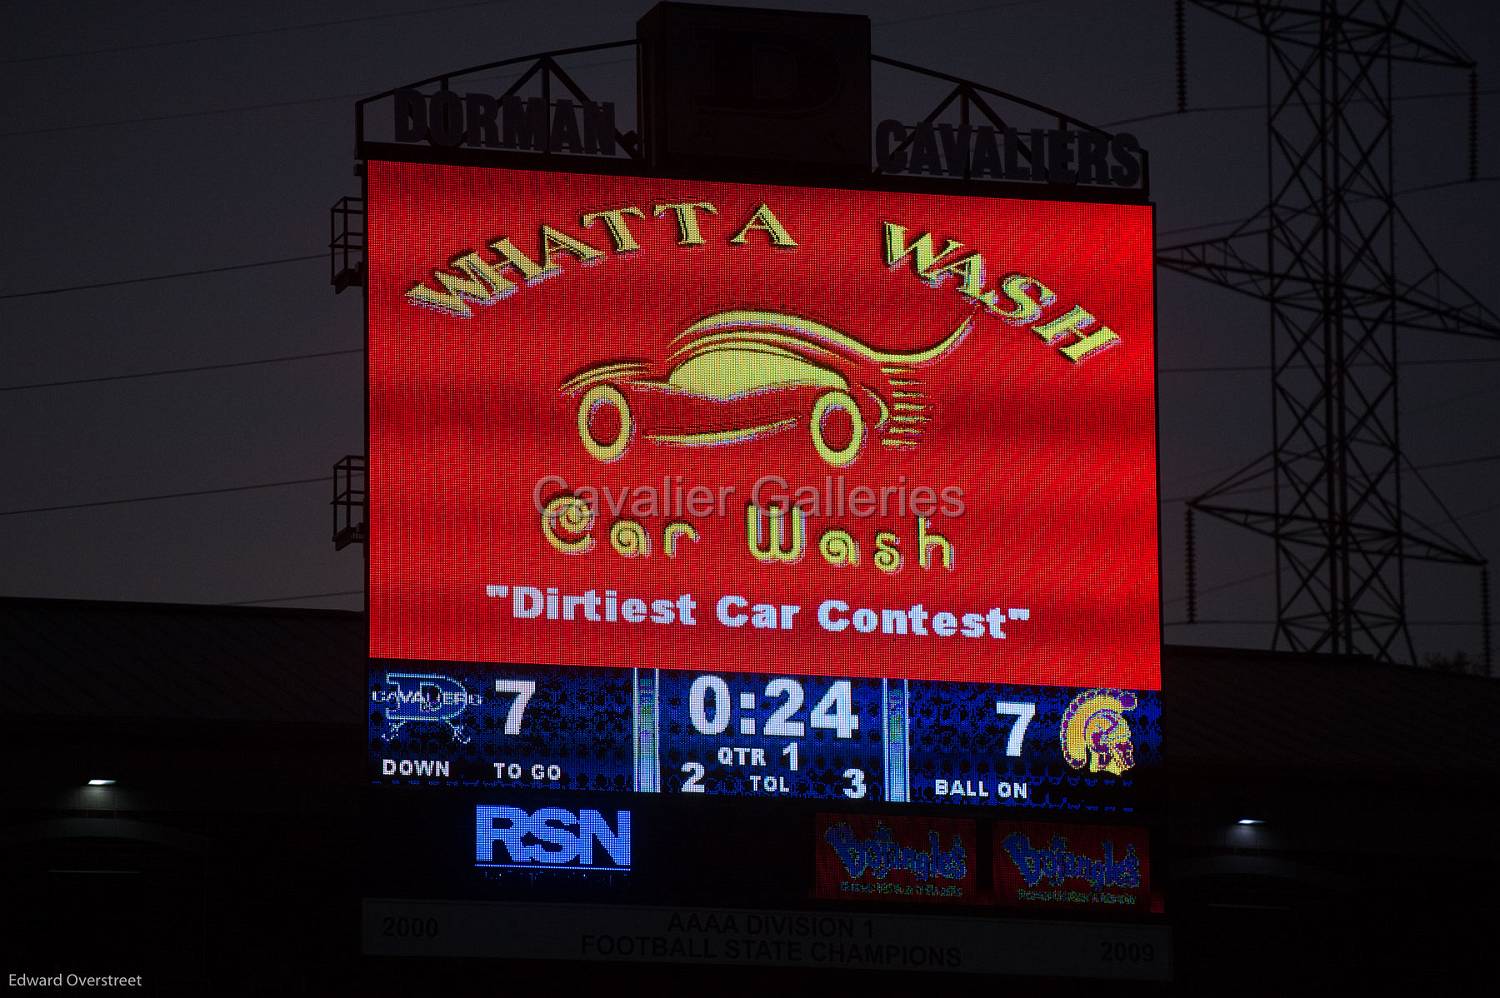 DORMAN CAVALIERS
WHATTA WASH
Cavalier Galleries
Car Wash
"Dirtiest Car Contest"
CAVALIERS
7 0:24 7
QTR 1
DOWN TO GO 2 TOL 3 BALL ON
RSN
Bojangles' Bojangles'
2000 AAAA DIVISION 1 2009
FOOTBALL STATE CHAMPIONS
Edward Overstreet